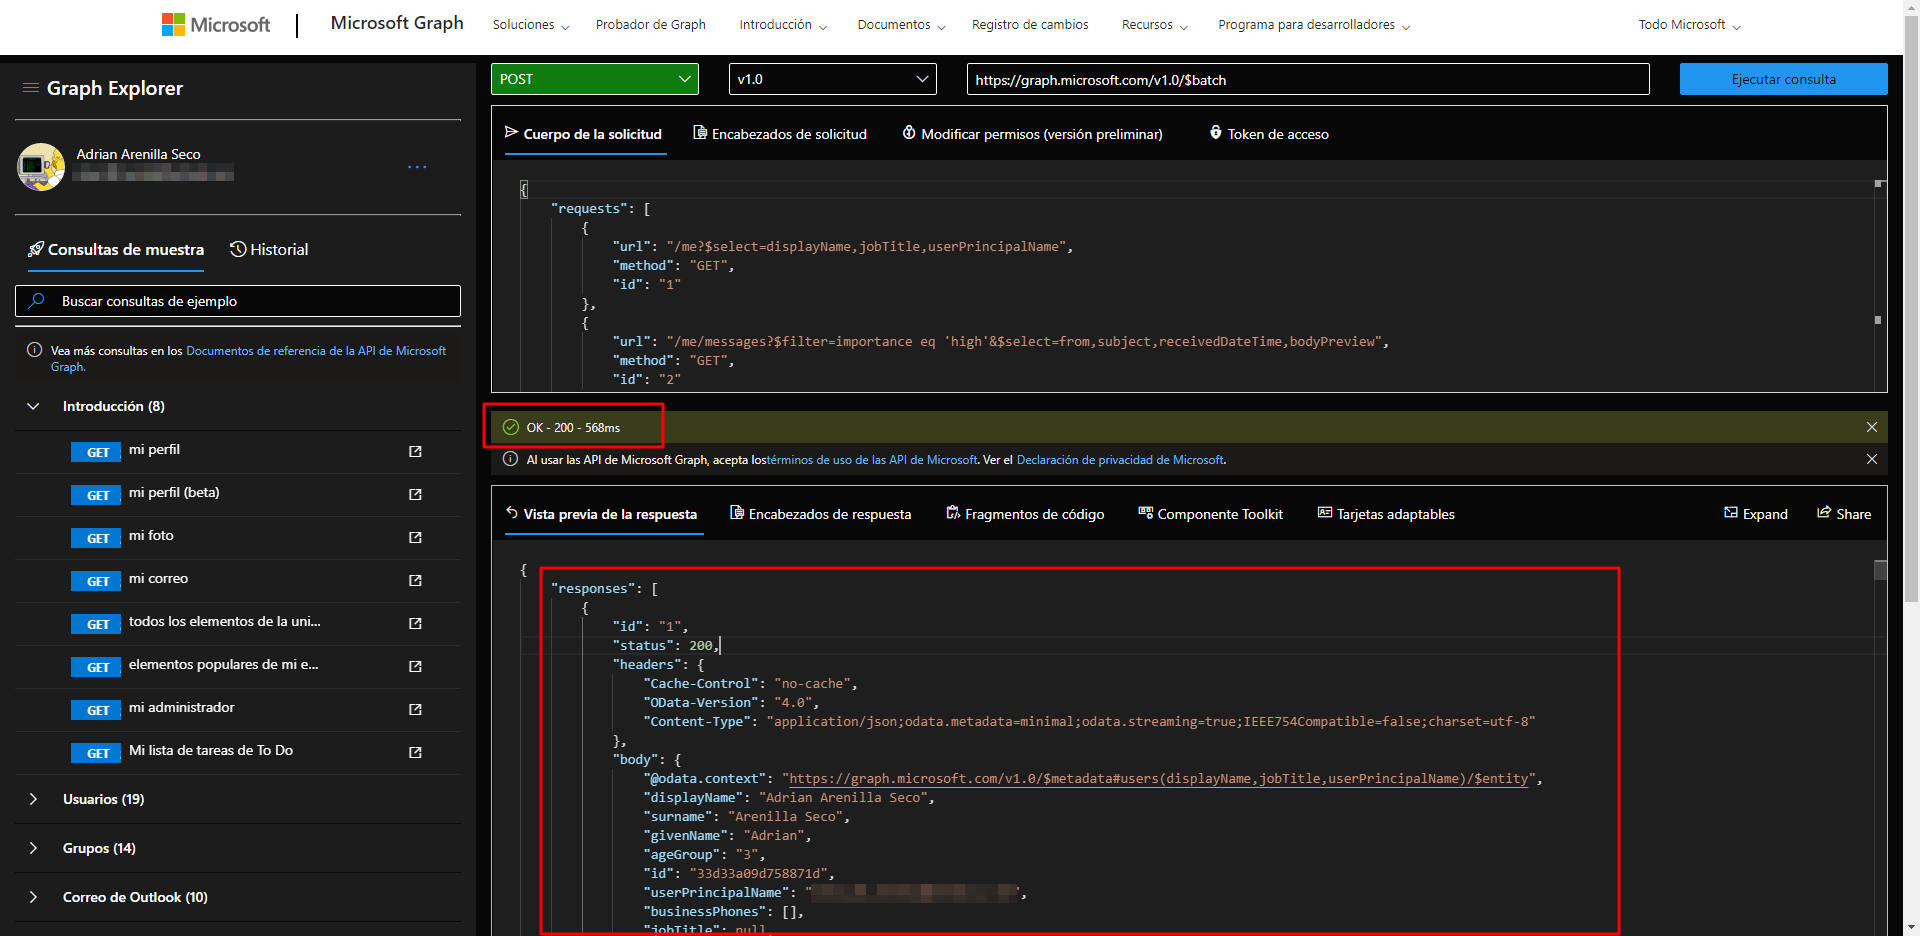 Microsoft | Microsoft Graph Soluciones Probador de Graph Introducción Documentos Registro de cambios Recursos Programa para desarrolladores Todo Microsoft
Graph Explorer
Adrian Arenilla Seco
...
Consultas de muestra Historial
Buscar consultas de ejemplo
Vea más consultas en los Documentos de referencia de la API de Microsoft
Graph.
Introducción (8)
GET mi perfil
GET mi perfil (beta)
GET mi foto
GET mi correo
GET todos los elementos de la uni...
GET elementos populares de mi e...
GET mi administrador
GET Mi lista de tareas de To Do
Usuarios (19)
Grupos (14)
Correo de Outlook (10)
POST v1.0 https://graph.microsoft.com/v1.0/$batch Ejecutar consulta
Cuerpo de la solicitud Encabezados de solicitud Modificar permisos (versión preliminar) Token de acceso
{
"requests": [
{
"url": "/me?$select=displayName,jobTitle,userPrincipalName",
"method": "GET",
"id": "1"
},
{
"url": "/me/messages?$filter=importance eq 'high'&$select=from,subject,receivedDateTime,bodyPreview",
"method": "GET",
"id": "2"
OK - 200 - 568ms
Al usar las API de Microsoft Graph, acepta lostérminos de uso de las API de Microsoft. Ver el Declaración de privacidad de Microsoft.
Vista previa de la respuesta Encabezados de respuesta Fragmentos de código Componente Toolkit Tarjetas adaptables Expand Share
{
"responses": [
{
"id": "1",
"status": 200,
"headers": {
"Cache-Control": "no-cache",
"OData-Version": "4.0",
"Content-Type": "application/json;odata.metadata=minimal;odata.streaming=true;IEEE754Compatible=false;charset=utf-8"
},
"body": {
"@odata.context": "https://graph.microsoft.com/v1.0/$metadata#users(displayName,jobTitle,userPrincipalName)/$entity",
"displayName": "Adrian Arenilla Seco",
"surname": "Arenilla Seco",
"givenName": "Adrian",
"ageGroup": "3",
"id": "33d33a09d758871d",
"userPrincipalName": "",
"businessPhones": [],
"jobTitle": null,